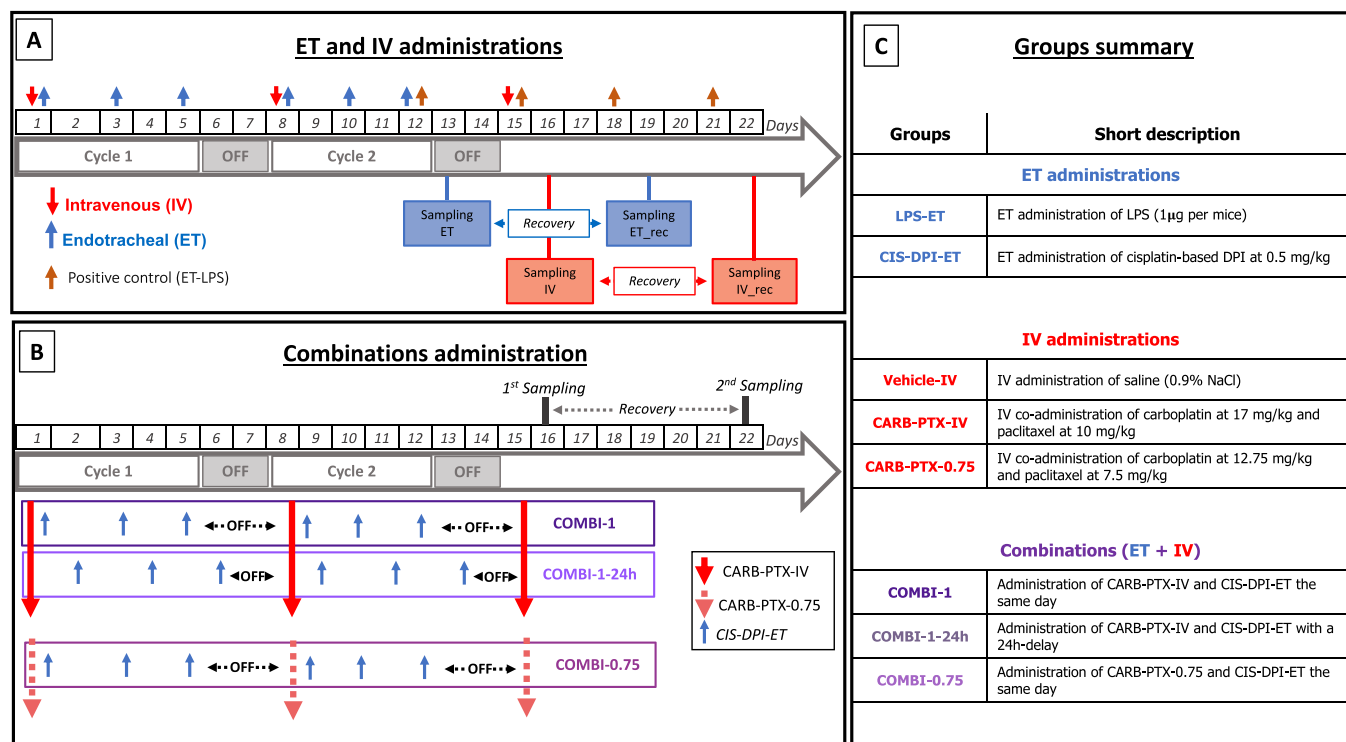 A
ET and IV administrations
1 2 3 4 5 6 7 8 9 10 11 12 13 14 15 16 17 18 19 20 21 22 Days
Cycle 1 OFF Cycle 2 OFF
Intravenous (IV)
Endotracheal (ET)
Positive control (ET-LPS)
Sampling
ET
Recovery
Sampling
ET_rec
Sampling
IV
Recovery
Sampling
IV_rec
B
Combinations administration
1st Sampling
2nd Sampling
Recovery
1 2 3 4 5 6 7 8 9 10 11 12 13 14 15 16 17 18 19 20 21 22 Days
Cycle 1 OFF Cycle 2 OFF
OFF OFF COMBI-1
OFF OFF COMBI-1-24h
OFF OFF COMBI-0.75
CARB-PTX-IV
CARB-PTX-0.75
CIS-DPI-ET
C
Groups summary
Groups Short description
ET administrations
LPS-ET ET administration of LPS (1μg per mice)
CIS-DPI-ET ET administration of cisplatin-based DPI at 0.5 mg/kg
IV administrations
Vehicle-IV IV administration of saline (0.9% NaCl)
CARB-PTX-IV IV co-administration of carboplatin at 17 mg/kg and
paclitaxel at 10 mg/kg
CARB-PTX-0.75 IV co-administration of carboplatin at 12.75 mg/kg
and paclitaxel at 7.5 mg/kg
Combinations (ET + IV)
COMBI-1 Administration of CARB-PTX-IV and CIS-DPI-ET the
same day
COMBI-1-24h Administration of CARB-PTX-IV and CIS-DPI-ET with a
24h-delay
COMBI-0.75 Administration of CARB-PTX-0.75 and CIS-DPI-ET the
same day